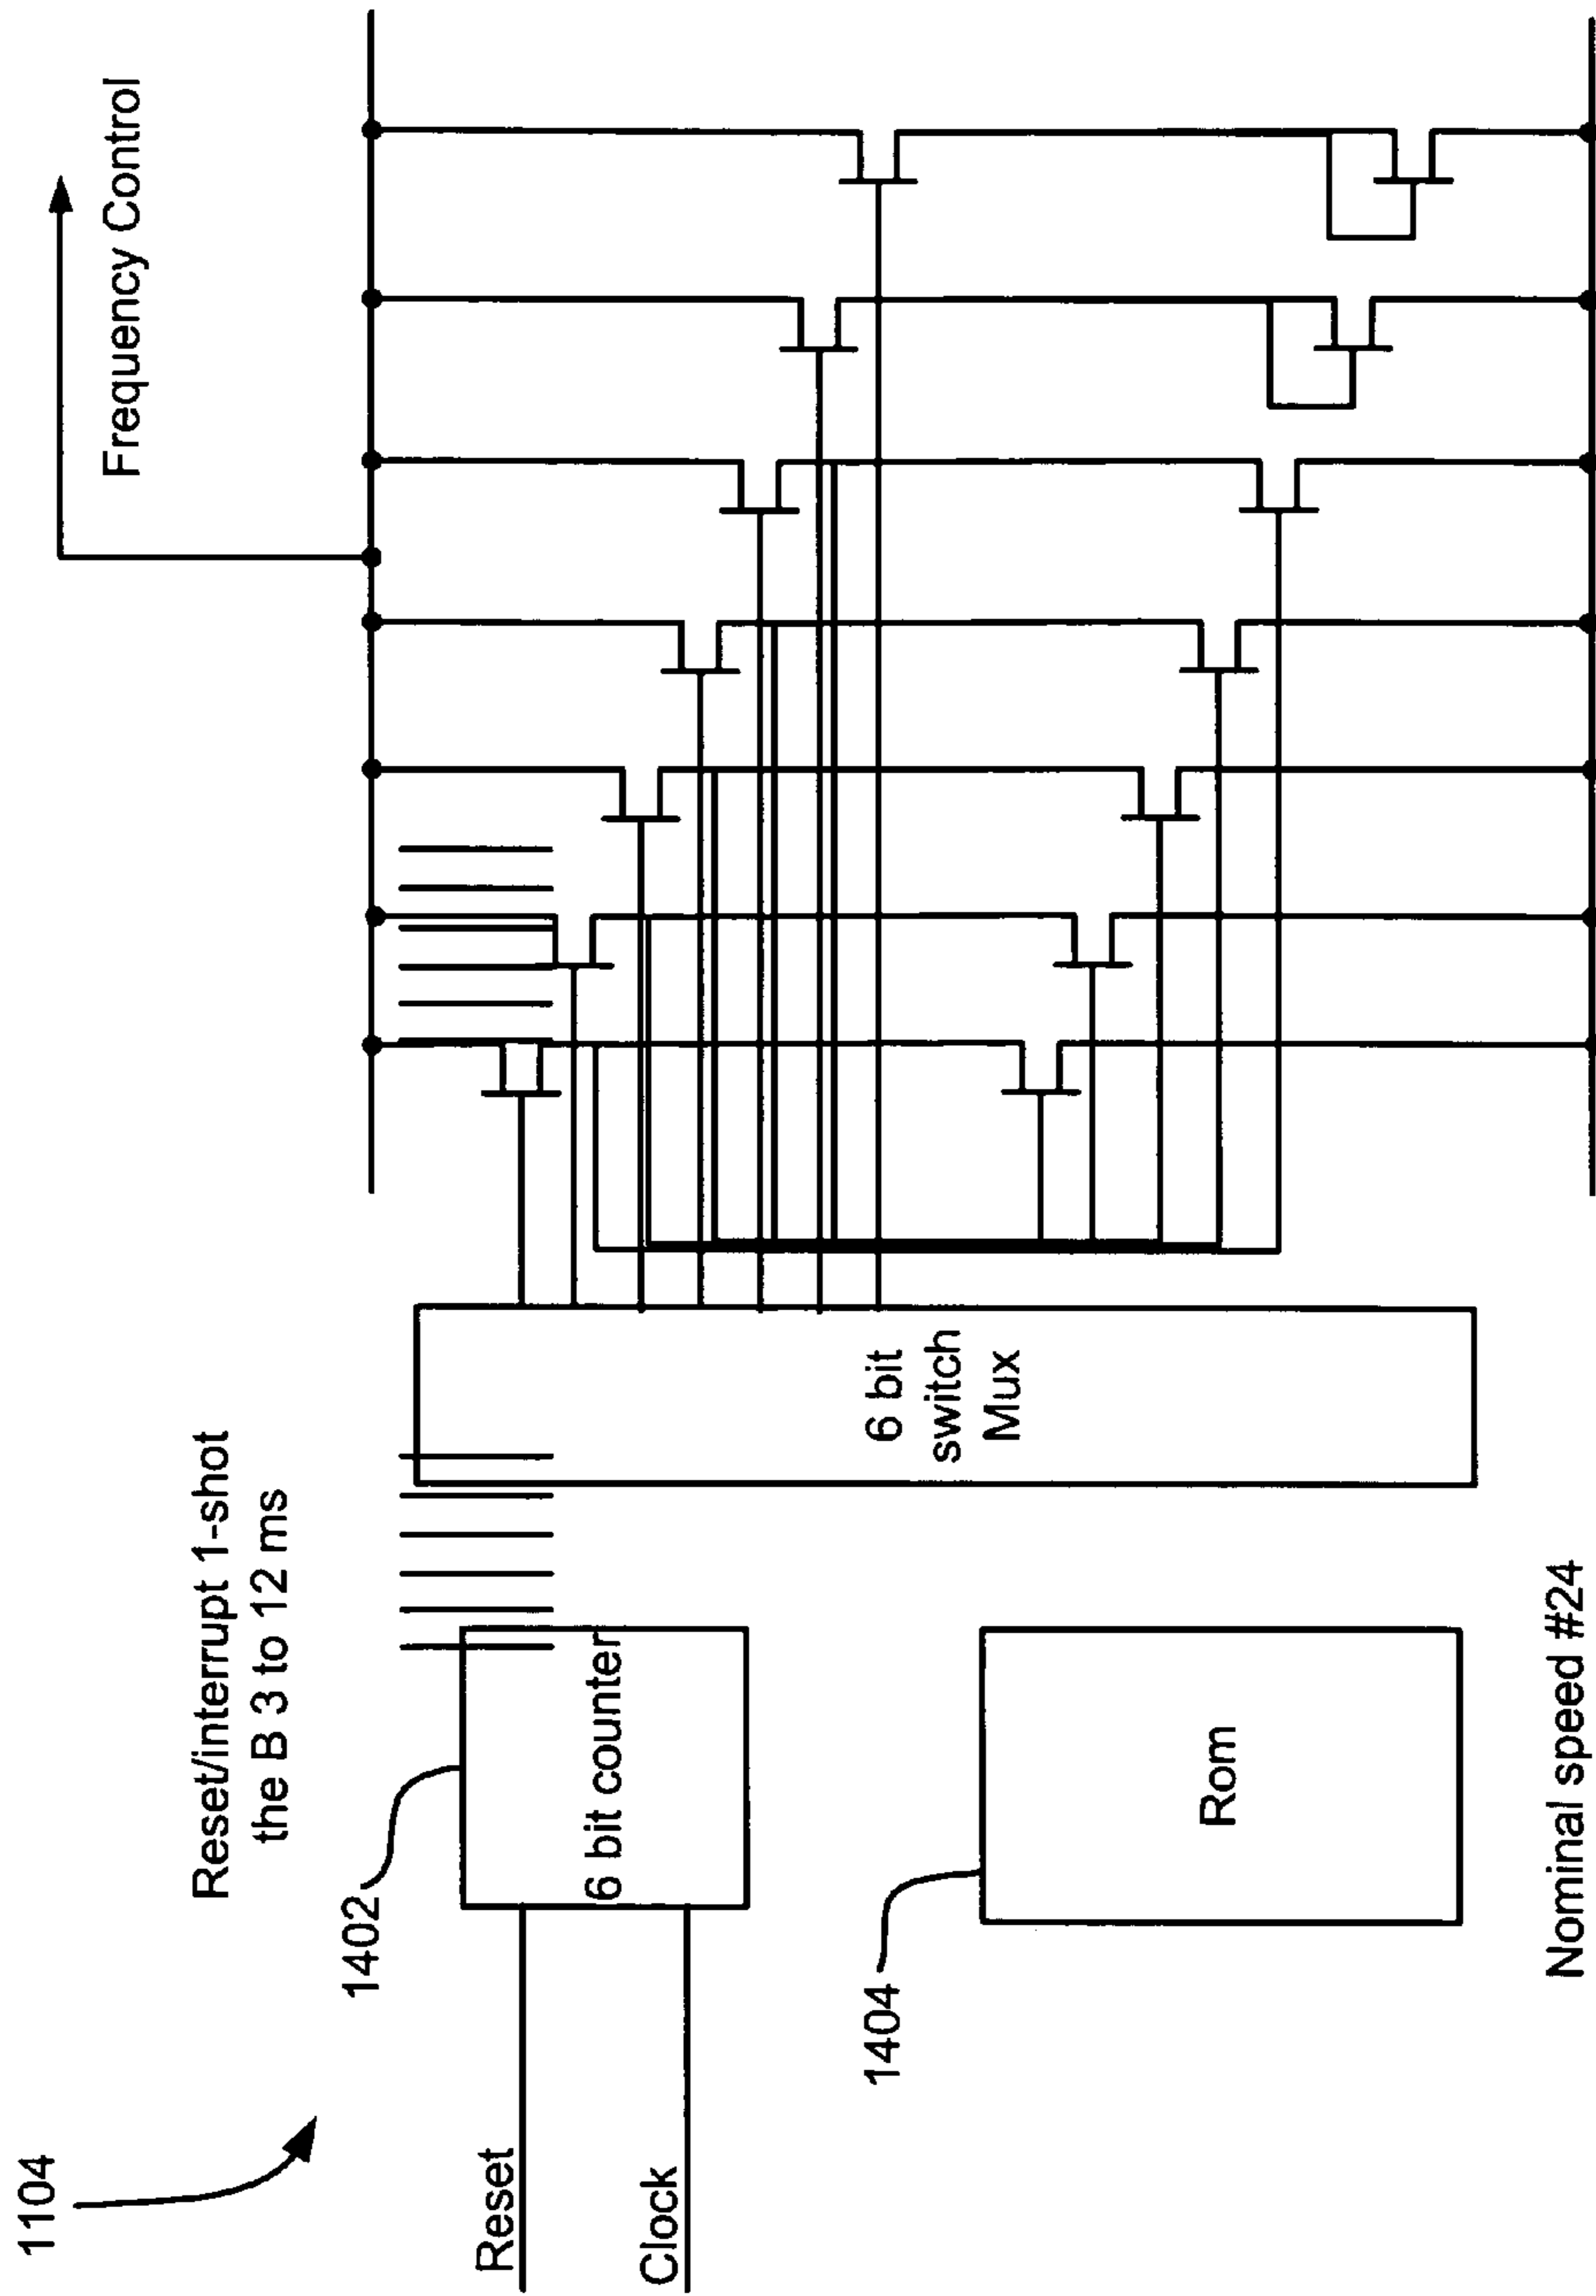 1104
Frequency Control
Reset/interrupt 1-shot
the B 3 to 12 ms
1402
Reset
6 bit counter
Clock
6 bit
switch
Mux
1404
Rom
Nominal speed #24